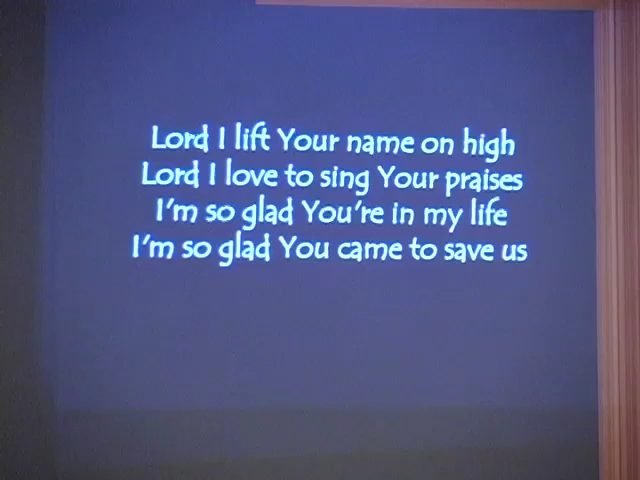 Lord I lift Your name on high
Lord I love to sing Your praises
I'm so glad You're in my life
I'm so glad You came to save us